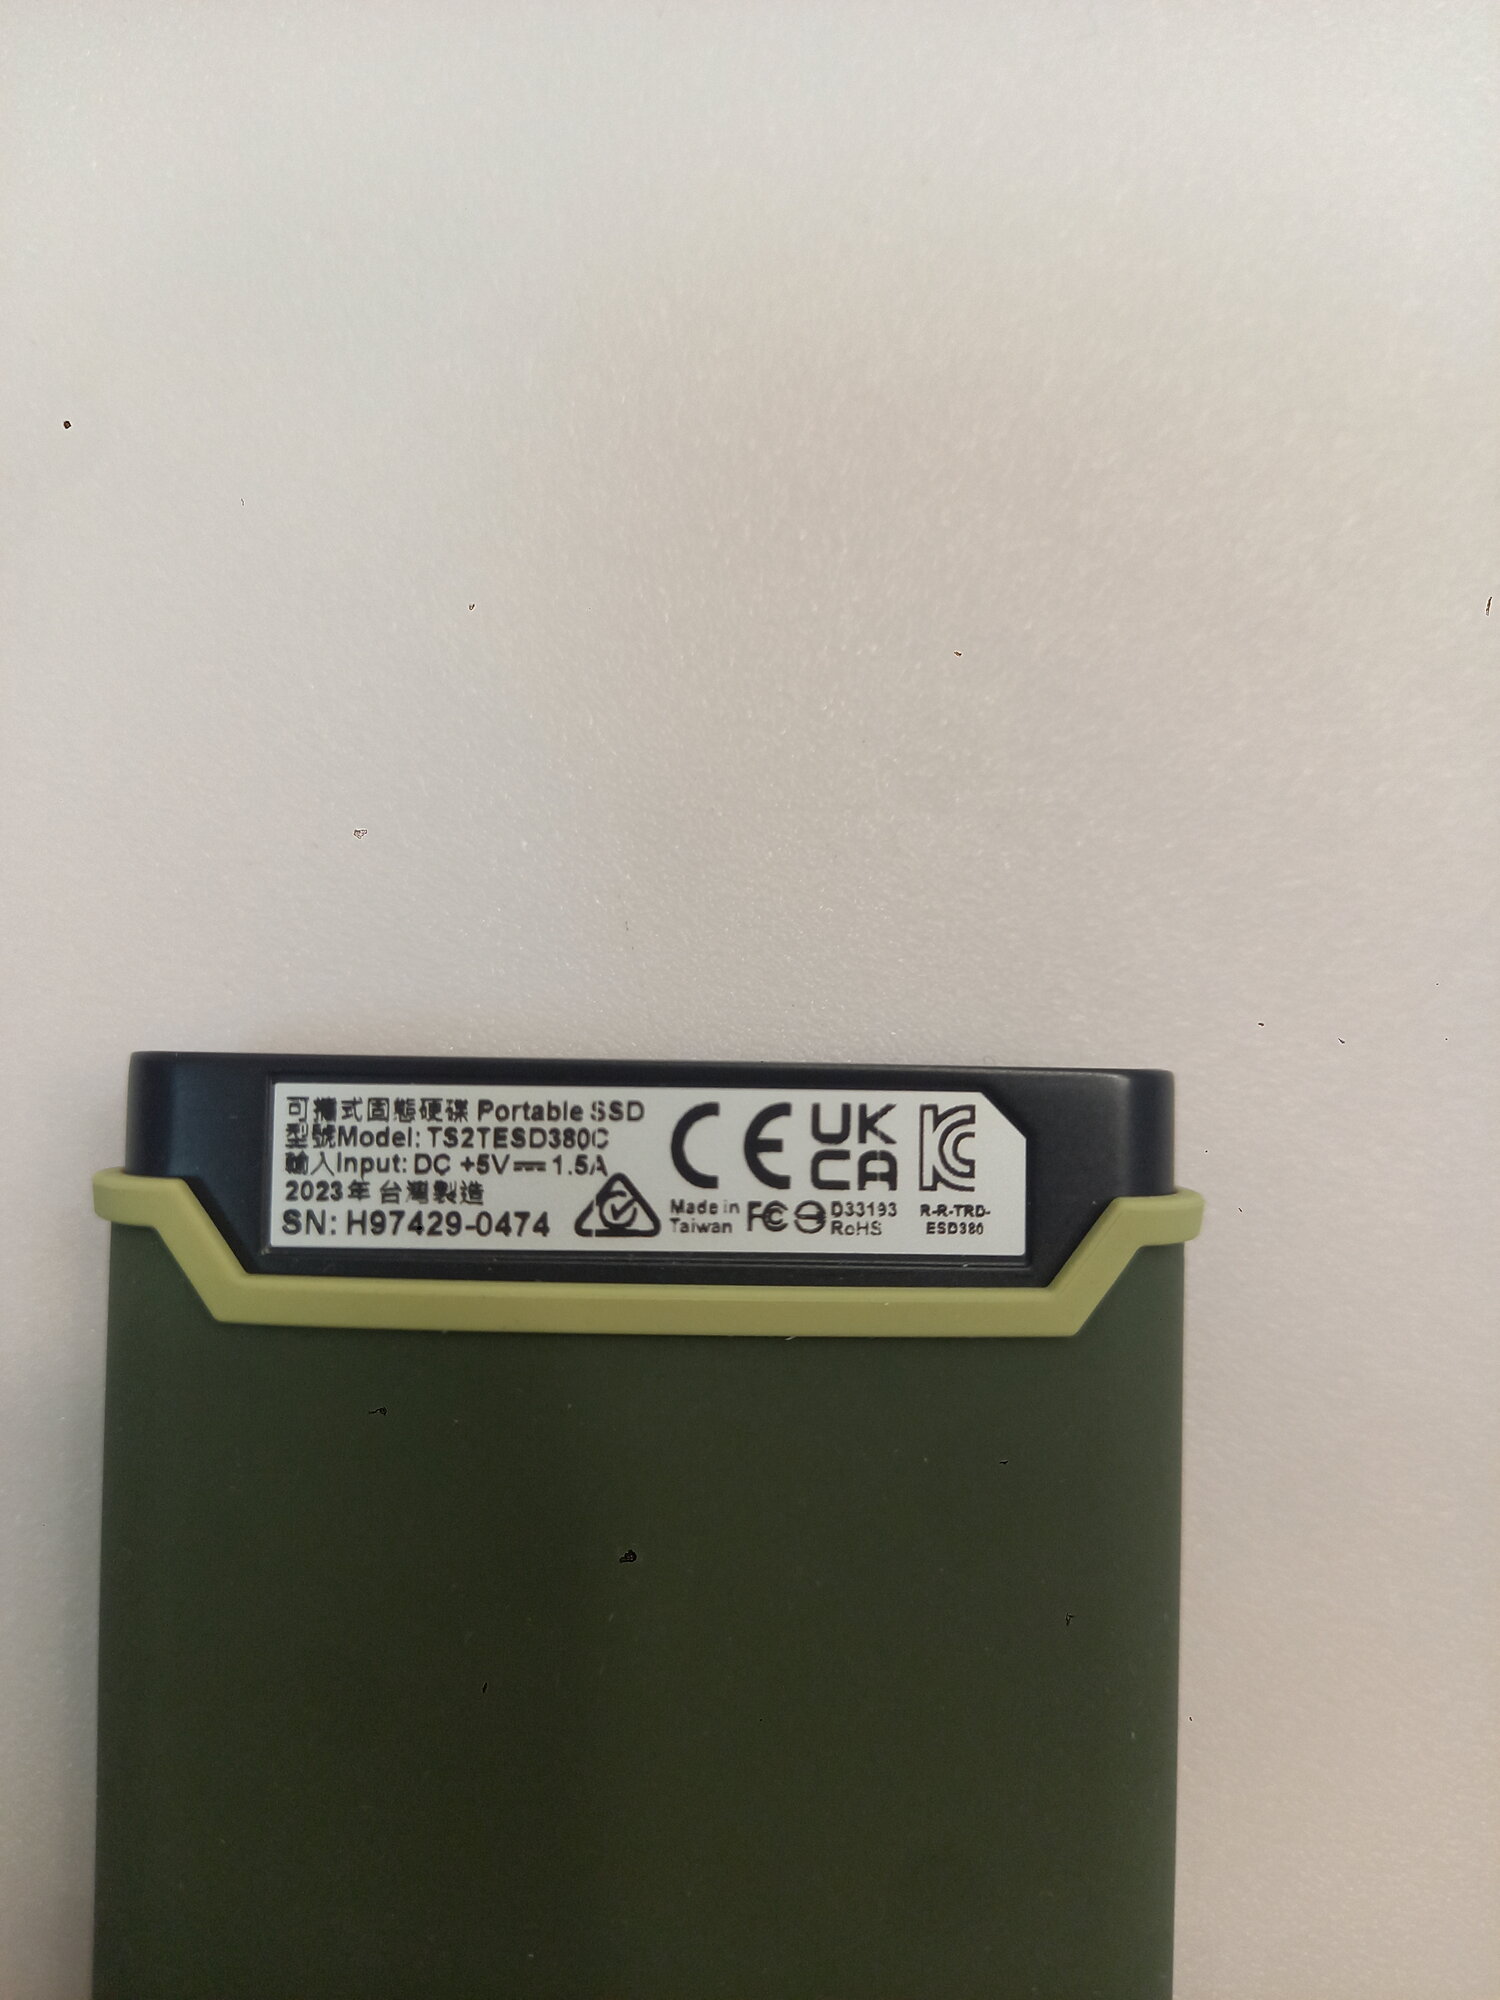 可攜式固態硬碟 Portable SSD
型號Model: TS2TESD380C
輸入Input: DC +5V⎓1.5A
2023年 台灣製造
SN: H97429-0474
Made in
Taiwan
FC
D33193
RoHS
CE
UK
CA
KC
R-R-TRD-
ESD380